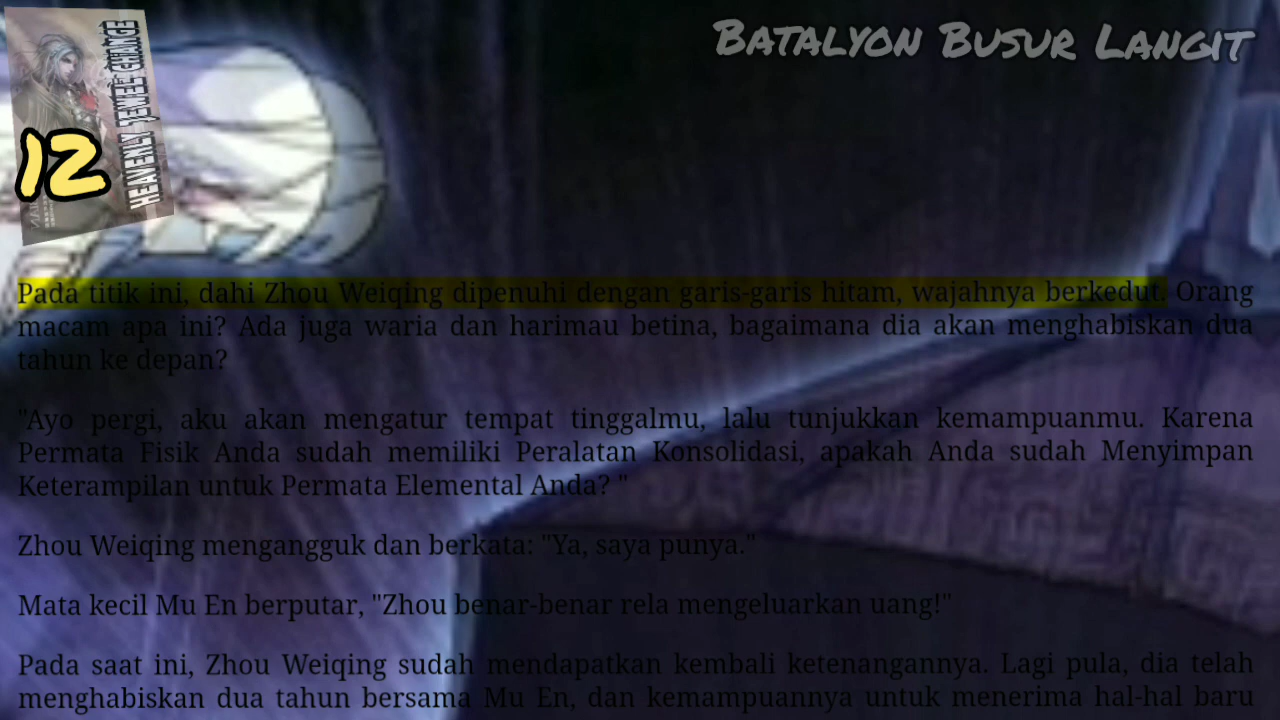 Batalyon Busur Langit
HEAVENLY JEWEL CHANGE
12
Pada titik ini, dahi Zhou Weiqing dipenuhi dengan garis-garis hitam, wajahnya berkedut. Orang
macam apa ini? Ada juga waria dan harimau betina, bagaimana dia akan menghabiskan dua
tahun ke depan?
"Ayo pergi, aku akan mengatur tempat tinggalmu, lalu tunjukkan kemampuanmu. Karena
Permata Fisik Anda sudah memiliki Peralatan Konsolidasi, apakah Anda sudah Menyimpan
Keterampilan untuk Permata Elemental Anda? "
Zhou Weiqing mengangguk dan berkata: "Ya, saya punya."
Mata kecil Mu En berputar, "Zhou benar-benar rela mengeluarkan uang!"
Pada saat ini, Zhou Weiqing sudah mendapatkan kembali ketenangannya. Lagi pula, dia telah
menghabiskan dua tahun bersama Mu En, dan kemampuannya untuk menerima hal-hal baru